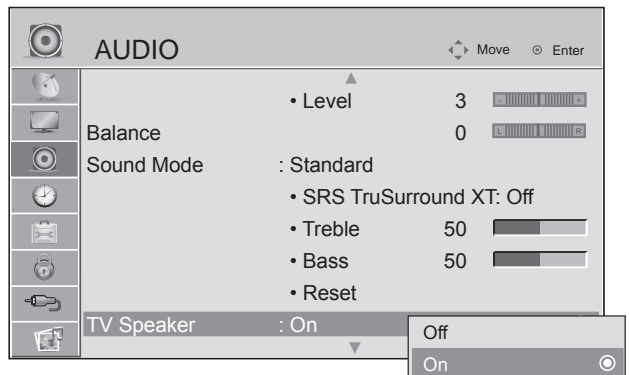 AUDIO Move Enter
• Level 3 - +
Balance 0 L R
Sound Mode : Standard
• SRS TruSurround XT: Off
• Treble 50
• Bass 50
• Reset
TV Speaker : On
Off
On